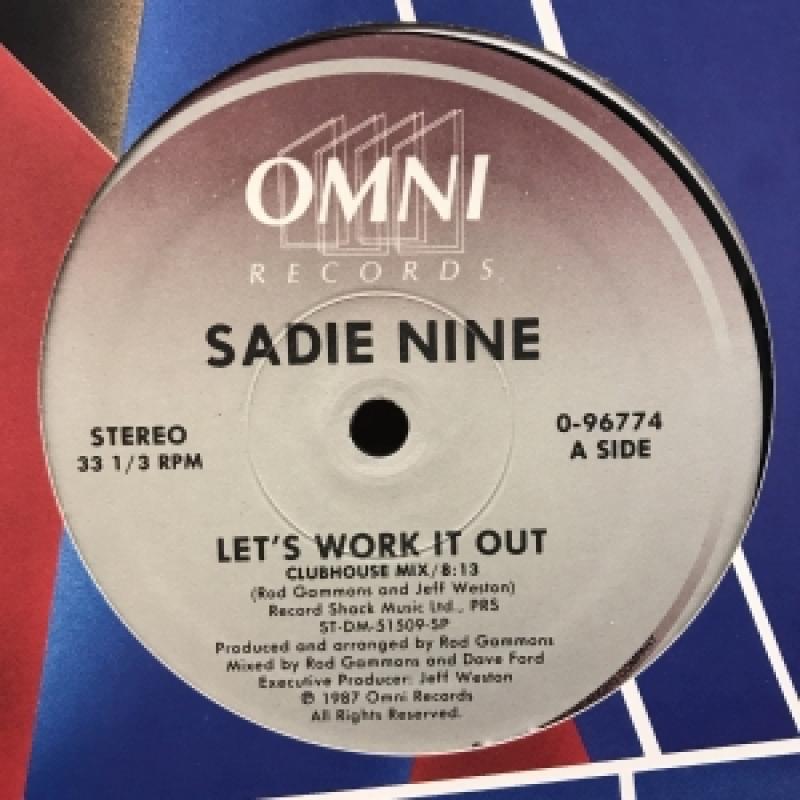 OMNI
RECORDS
SADIE NINE
STEREO
33 1/3 RPM
0-96774
A SIDE
LET'S WORK IT OUT
CLUBHOUSE MIX/8:13
(Rod Gammons and Jeff Weston)
Record Shack Music Ltd., PRS
ST-DM-51509-SP
Produced and arranged by Rod Gammons
Mixed by Rod Gammons and Dave Ford
Executive Producer: Jeff Weston
℗ 1987 Omni Records
All Rights Reserved.